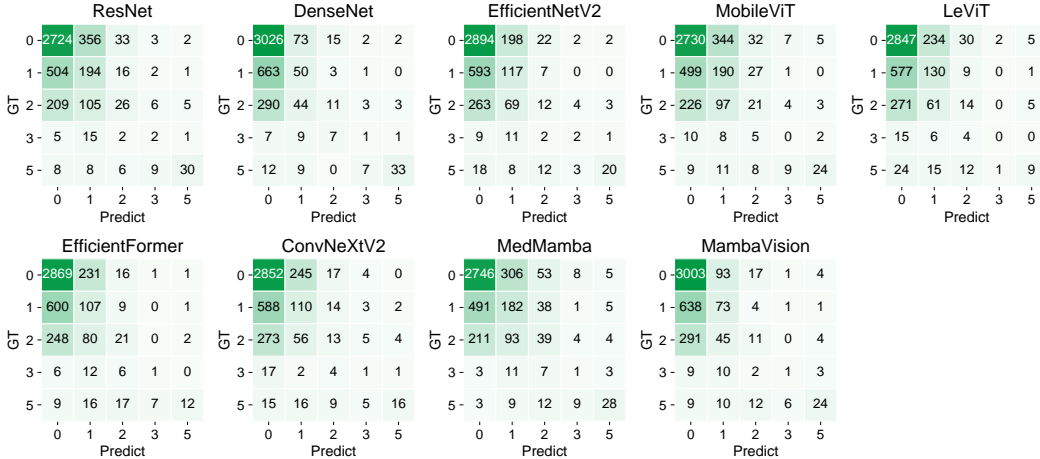 ResNet DenseNet EfficientNetV2 MobileViT LeViT
0 2724 356 33 3 2 0 3026 73 15 2 2 0 2894 198 22 2 2 0 2730 344 32 7 5 0 2847 234 30 2 5
1 504 194 16 2 1 1 663 50 3 1 0 1 593 117 7 0 0 1 499 190 27 1 0 1 577 130 9 0 1
GT 2 209 105 26 6 5 GT 2 290 44 11 3 3 GT 2 263 69 12 4 3 GT 2 226 97 21 4 3 GT 2 271 61 14 0 5
3 5 15 2 2 1 3 7 9 7 1 1 3 9 11 2 2 1 3 10 8 5 0 2 3 15 6 4 0 0
5 8 8 6 9 30 5 12 9 0 7 33 5 18 8 12 3 20 5 9 11 8 9 24 5 24 15 12 1 9
0 1 2 3 5 0 1 2 3 5 0 1 2 3 5 0 1 2 3 5 0 1 2 3 5
Predict Predict Predict Predict Predict
EfficientFormer ConvNeXtV2 MedMamba MambaVision
0 2869 231 16 1 1 0 2852 245 17 4 0 0 2746 306 53 8 5 0 3003 93 17 1 4
1 600 107 9 0 1 1 588 110 14 3 2 1 491 182 38 1 5 1 638 73 4 1 1
GT 2 248 80 21 0 2 GT 2 273 56 13 5 4 GT 2 211 93 39 4 4 GT 2 291 45 11 0 4
3 6 12 6 1 0 3 17 2 4 1 1 3 3 11 7 1 3 3 9 10 2 1 3
5 9 16 17 7 12 5 15 16 9 5 16 5 3 9 12 9 28 5 9 10 12 6 24
0 1 2 3 5 0 1 2 3 5 0 1 2 3 5 0 1 2 3 5
Predict Predict Predict Predict